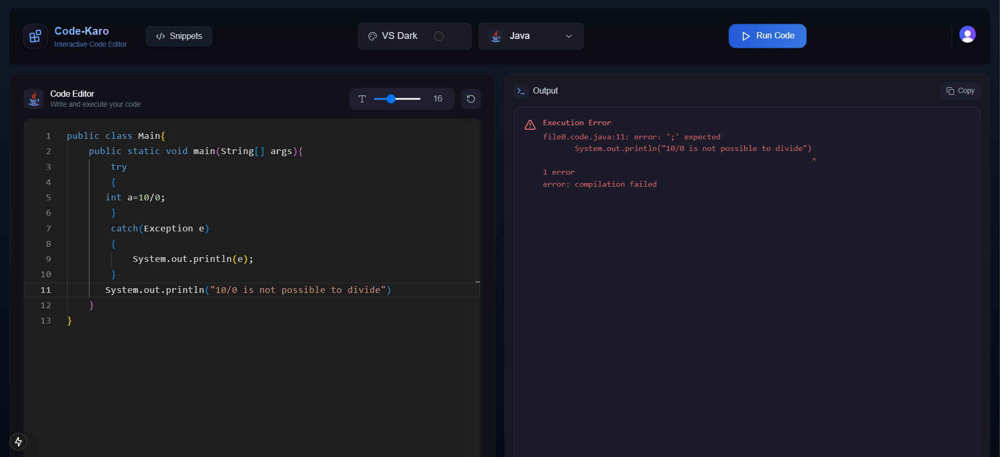 Code-Karo
Interactive Code Editor
Snippets
VS Dark
Java
Run Code
Code Editor
Write and execute your code
16
1 public class Main{
2     public static void main(String[] args){
3         try
4         {
5        int a=10/0;
6         }
7         catch(Exception e)
8         {
9             System.out.println(e);
10         }
11        System.out.println("10/0 is not possible to divide")
12     }
13 }
Output
Copy
Execution Error
file0.code.java:11: error: ';' expected
       System.out.println("10/0 is not possible to divide")
                                                           ^
1 error
error: compilation failed